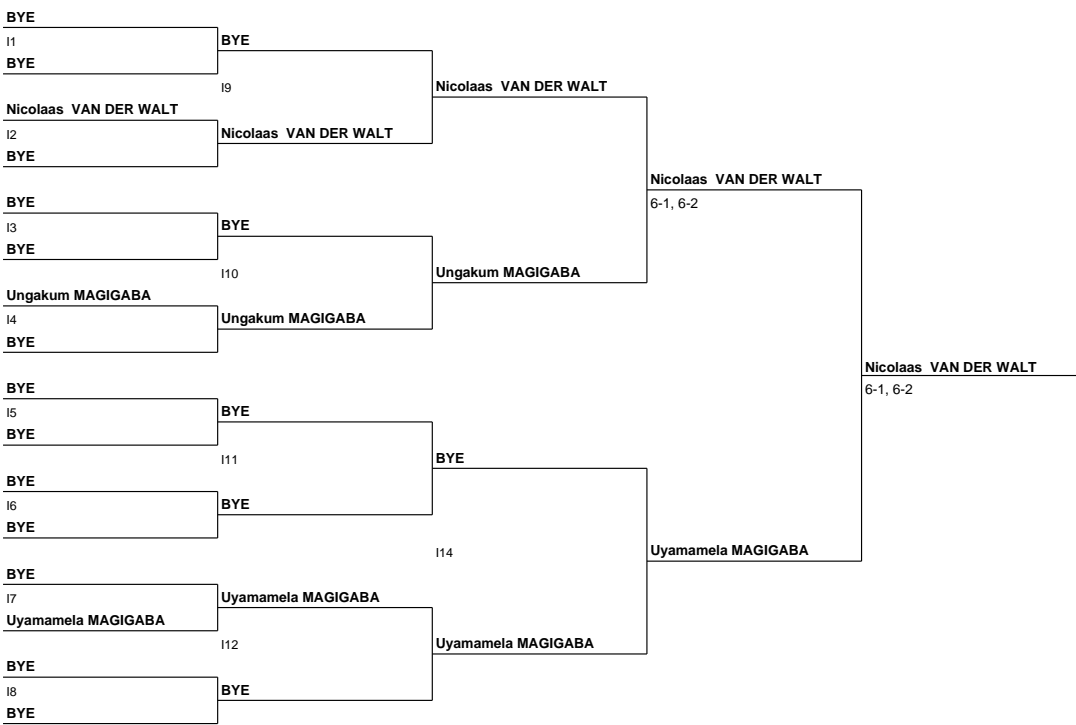 BYE
I1
BYE
Nicolaas  VAN DER WALT
I2
BYE
BYE
I3
BYE
Ungakum MAGIGABA
I4
BYE
BYE
I5
BYE
BYE
I6
BYE
BYE
I7
Uyamamela MAGIGABA
BYE
I8
BYE
BYE
I9
Nicolaas  VAN DER WALT
BYE
I10
Ungakum MAGIGABA
BYE
I11
BYE
Uyamamela MAGIGABA
I12
BYE
Nicolaas  VAN DER WALT
Ungakum MAGIGABA
BYE
I14
Uyamamela MAGIGABA
Nicolaas  VAN DER WALT
6-1, 6-2
Uyamamela MAGIGABA
Nicolaas  VAN DER WALT
6-1, 6-2